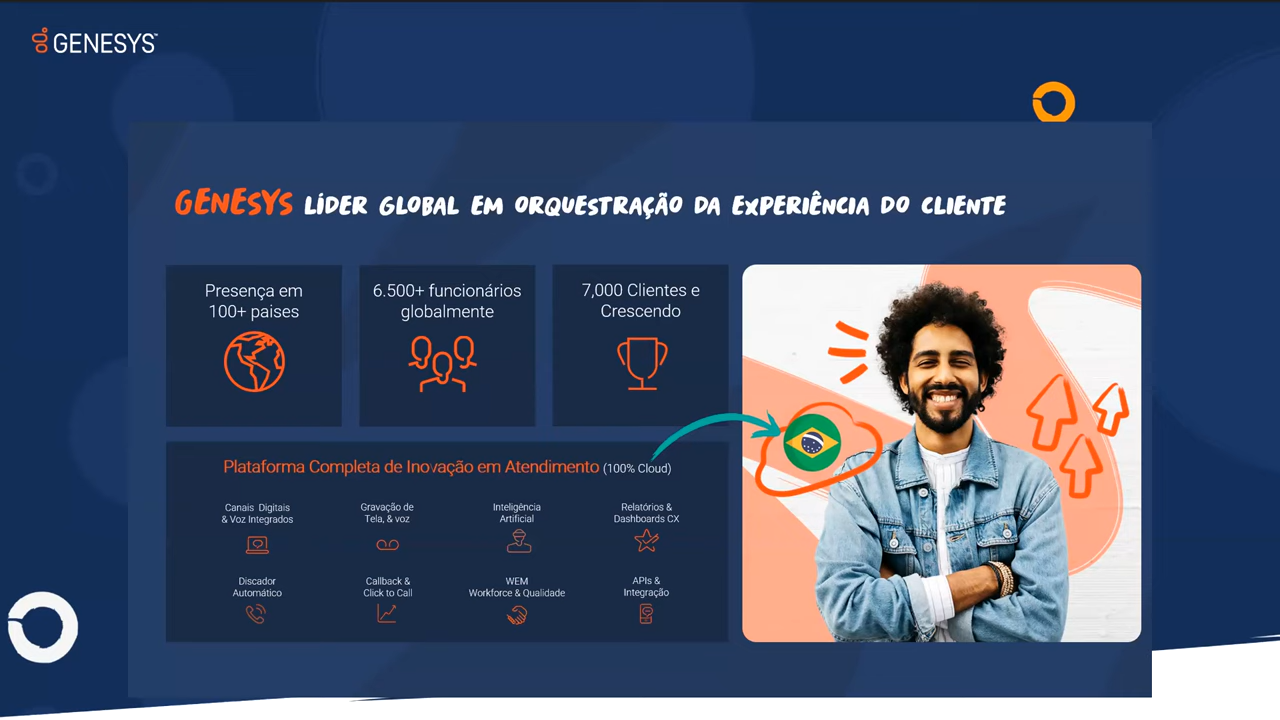 GENESYS™
GENESYS LÍDER GLOBAL EM ORQUESTRAÇÃO DA EXPERIÊNCIA DO CLIENTE
Presença em
100+ paises
6.500+ funcionários
globalmente
7,000 Clientes e
Crescendo
Plataforma Completa de Inovação em Atendimento (100% Cloud)
Canais Digitais
& Voz Integrados
Gravação de
Tela, & voz
Inteligência
Artificial
Relatórios &
Dashboards CX
Discador
Automático
Callback &
Click to Call
WEM
Workforce & Qualidade
APIs &
Integração